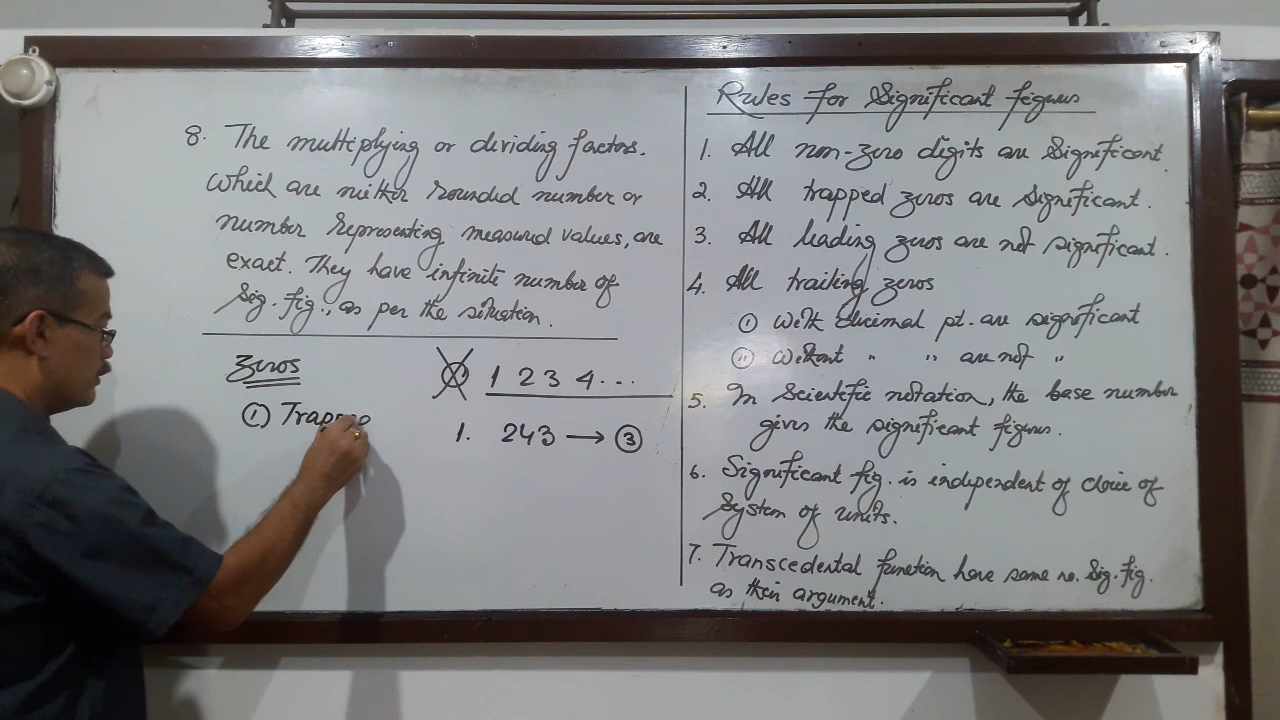 Rules for Significant figures
1. All non-zero digits are Significant.
2. All trapped zeros are Significant.
3. All leading zeros are not significant.
4. All trailing zeros
(i) With decimal pt. are significant
(ii) Without " " are not "
5. In Scientific notation, the base number
gives the significant figures.
6. Significant fig. is independent of choice of
System of units.
7. Transcedental function have same no. Sig. fig.
as their argument.
8. The multiplying or dividing factors.
Which are neither rounded number or
number representing measured values, are
exact. They have infinite number of
Sig. fig., as per the situation.
Zeros
(1) Trappe
0 1 2 3 4...
1. 243 → 3